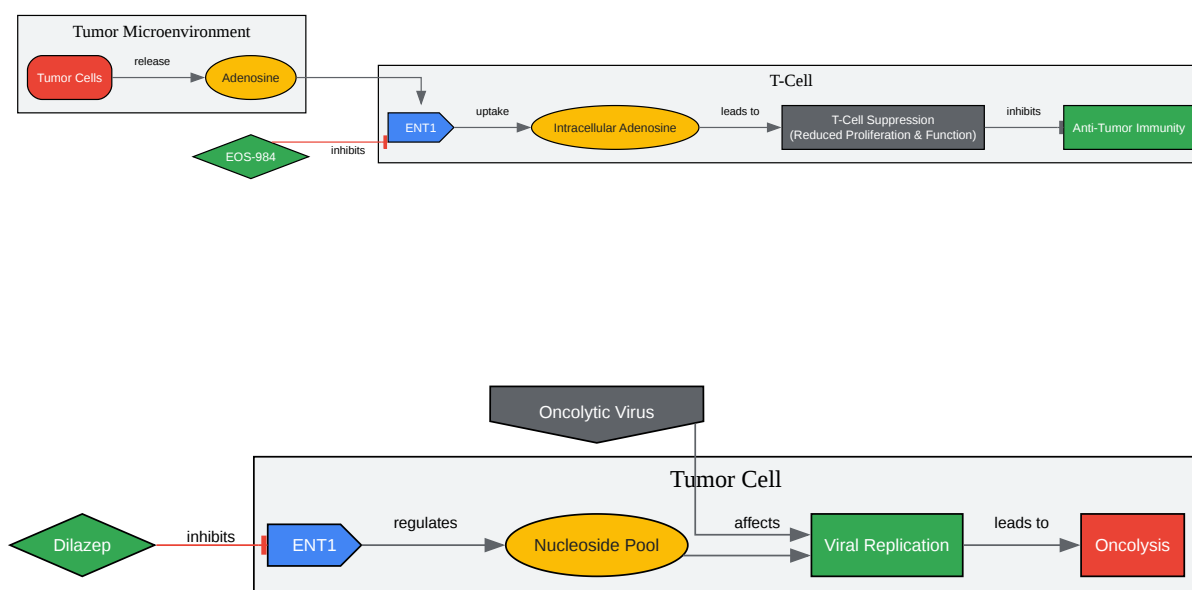 Tumor Microenvironment
Tumor Cells
release
Adenosine
T-Cell
ENT1
uptake
Intracellular Adenosine
leads to
T-Cell Suppression
(Reduced Proliferation & Function)
inhibits
Anti-Tumor Immunity
EOS-984
inhibits
Oncolytic Virus
Tumor Cell
Dilazep
inhibits
ENT1
regulates
Nucleoside Pool
affects
Viral Replication
leads to
Oncolysis